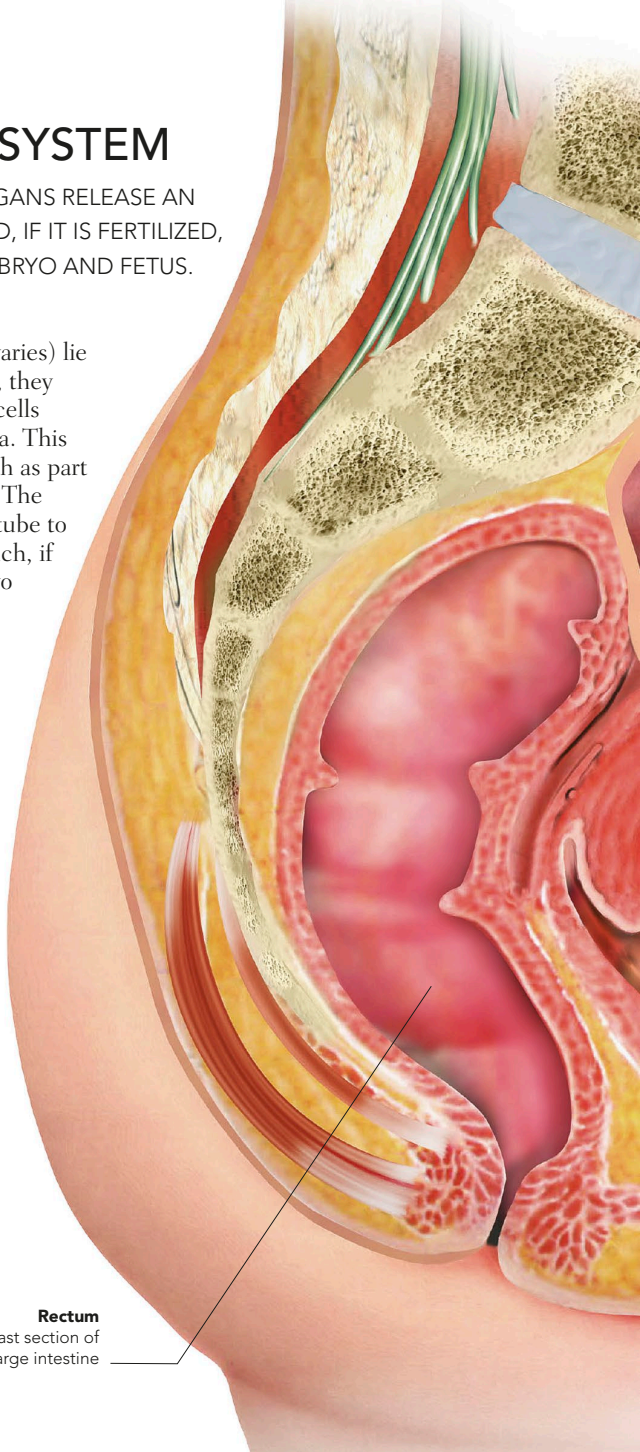 SYSTEM
GANS RELEASE AN
D, IF IT IS FERTILIZED,
BRYO AND FETUS.
varies) lie
, they
cells
a. This
h as part
The
tube to
ch, if
o
Rectum
ast section of
arge intestine